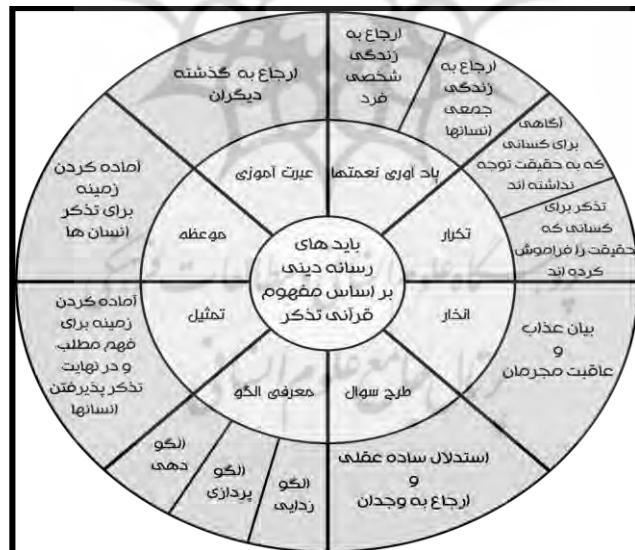 ارجاع به
زندگی
شخصی
فرد
ارجاع به
زندگی
جمعی
انسانها
ارجاع به گذشته
دیگران
آگاهی
برای کسانی
که به حقیقت توجه
نداشته اند
تذکر برای
کسانی که
حقیقت را فراموش
کرده اند
آماده کردن
زمینه
برای تذکر
انسان ها
یاد آوری نعمتها
عبرت آموزی
تکرار
موعظه
باید های
رسانه دینی
بر اساس مفهوم
قرآنی تذکر
انذار
تمثیل
طرح سوال
معرفی الگو
بیان عذاب
و
عاقبت مجرمان
آماده کردن
زمینه برای
فهم مطلب
و در نهایت
تذکر پذیرفتن
انسانها
استدلال ساده عقلی
و
ارجاع به وجدان
الگو
زدایی
الگو
پردازی
الگو
دهی